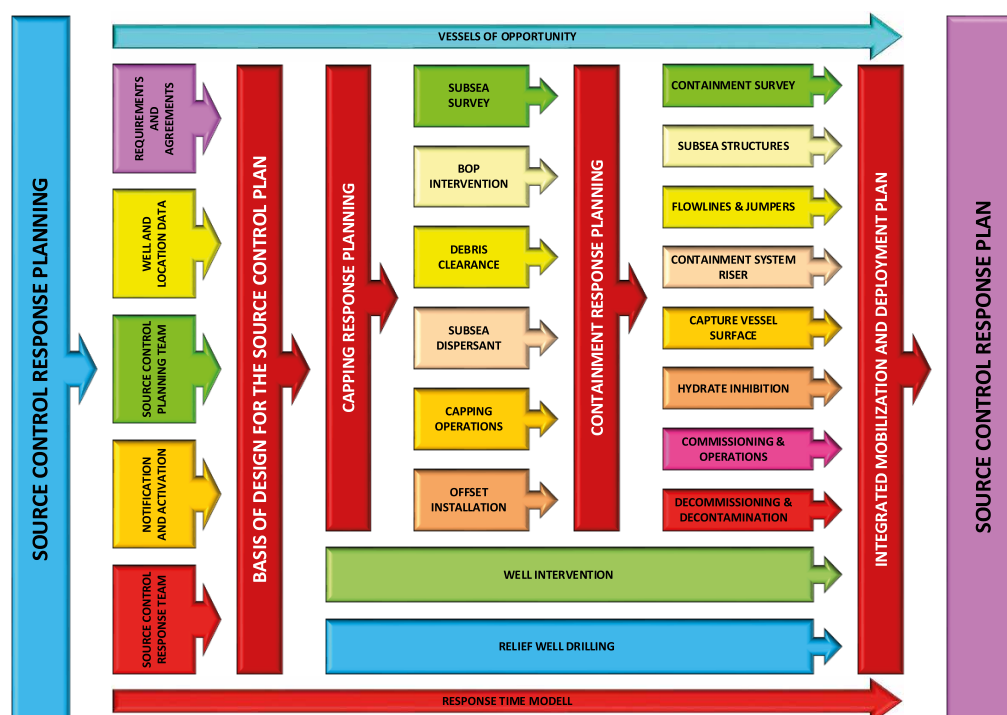 SOURCE CONTROL RESPONSE PLANNING
VESSELS OF OPPORTUNITY
REQUIREMENTS
AND
AGREEMENTS
WELL AND
LOCATION DATA
SOURCE CONTROL
PLANNING TEAM
NOTIFICATION
AND ACTIVATION
SOURCE CONTROL
RESPONSE TEAM
BASIS OF DESIGN FOR THE SOURCE CONTROL PLAN
CAPPING RESPONSE PLANNING
SUBSEA
SURVEY
BOP
INTERVENTION
DEBRIS
CLEARANCE
SUBSEA
DISPERSANT
CAPPING
OPERATIONS
OFFSET
INSTALLATION
CONTAINMENT RESPONSE PLANNING
CONTAINMENT SURVEY
SUBSEA STRUCTURES
FLOWLINES & JUMPERS
CONTAINMENT SYSTEM
RISER
CAPTURE VESSEL
SURFACE
HYDRATE INHIBITION
COMMISSIONING &
OPERATIONS
DECOMMISSIONING &
DECONTAMINATION
WELL INTERVENTION
RELIEF WELL DRILLING
INTEGRATED MOBILIZATION AND DEPLOYMENT PLAN
RESPONSE TIME MODELL
SOURCE CONTROL RESPONSE PLAN